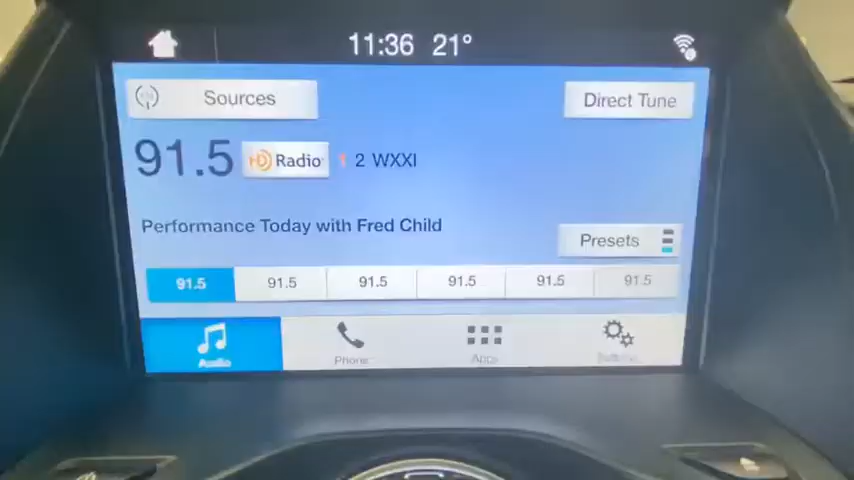 11:36 21°
Sources
Direct Tune
91.5 HD Radio 1 2 WXXI
Performance Today with Fred Child
Presets
91.5 91.5 91.5 91.5 91.5 91.5
Audio Phone Apps